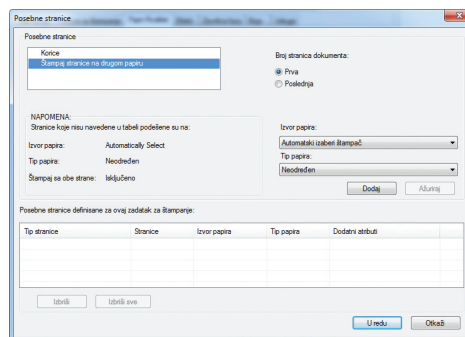 Posebne stranice
Posebne stranice
Korice
Štampaj stranice na drugom papiru
Broj stranica dokumenta:
Prva
Poslednja
NAPOMENA:
Stranice koje nisu navedene u tabeli podešene su na:
Izvor papira: Automatically Select
Tip papira: Neodređen
Štampaj sa obe strane: Isključeno
Izvor papira:
Automatski izaberi štampač
Tip papira:
Neodređen
Dodaj Ažuriraj
Posebne stranice definisane za ovaj zadatak za štampanje:
Tip stranice Stranice Izvor papira Tip papira Dodatni atributi
Izbriši Izbriši sve
U redu Otkaži